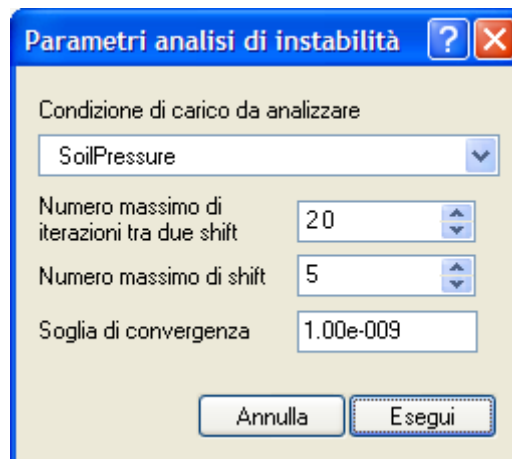 Parametri analisi di instabilità
Condizione di carico da analizzare
SoilPressure
Numero massimo di
iterazioni tra due shift
20
Numero massimo di shift
5
Soglia di convergenza
1.00e-009
Annulla
Esegui